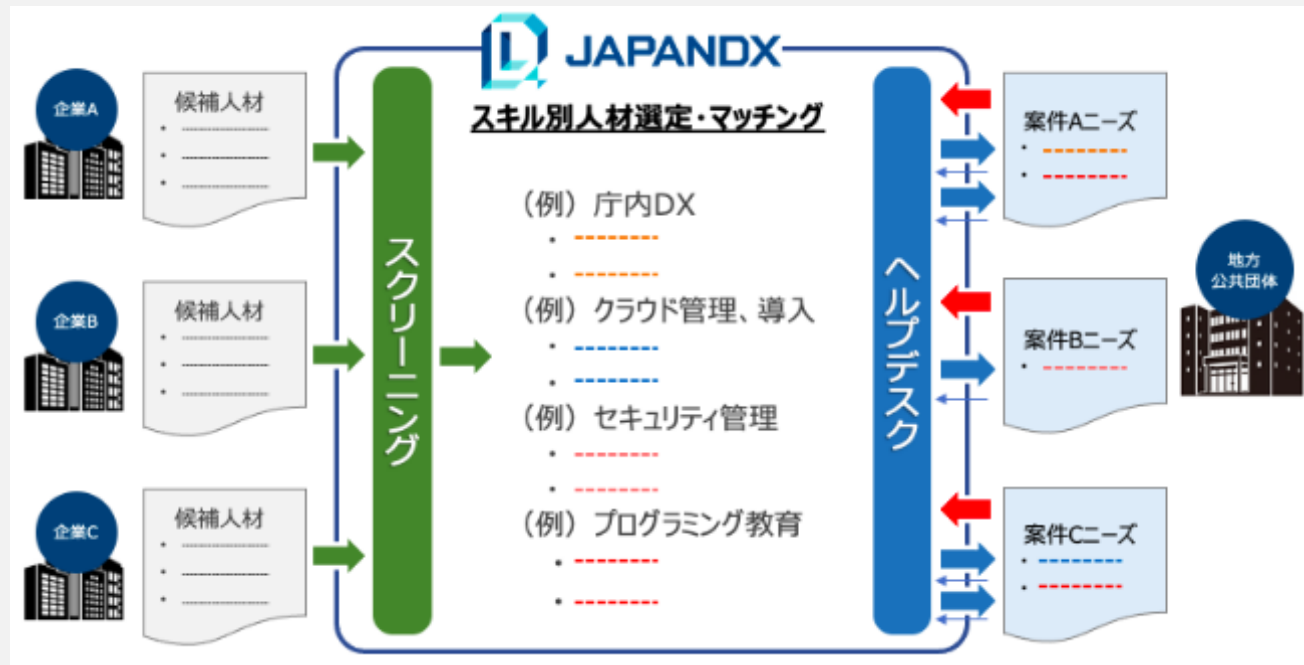 JAPANDX
スキル別人材選定・マッチング
企業A
候補人材
企業B
候補人材
企業C
候補人材
スクリーニング
（例）庁内DX
（例）クラウド管理、導入
（例）セキュリティ管理
（例）プログラミング教育
ヘルプデスク
案件Aニーズ
案件Bニーズ
案件Cニーズ
地方
公共団体